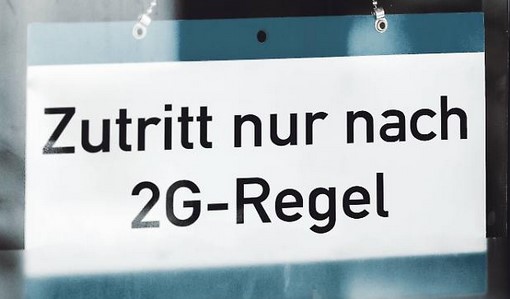 Zutritt nur nach
2G-Regel